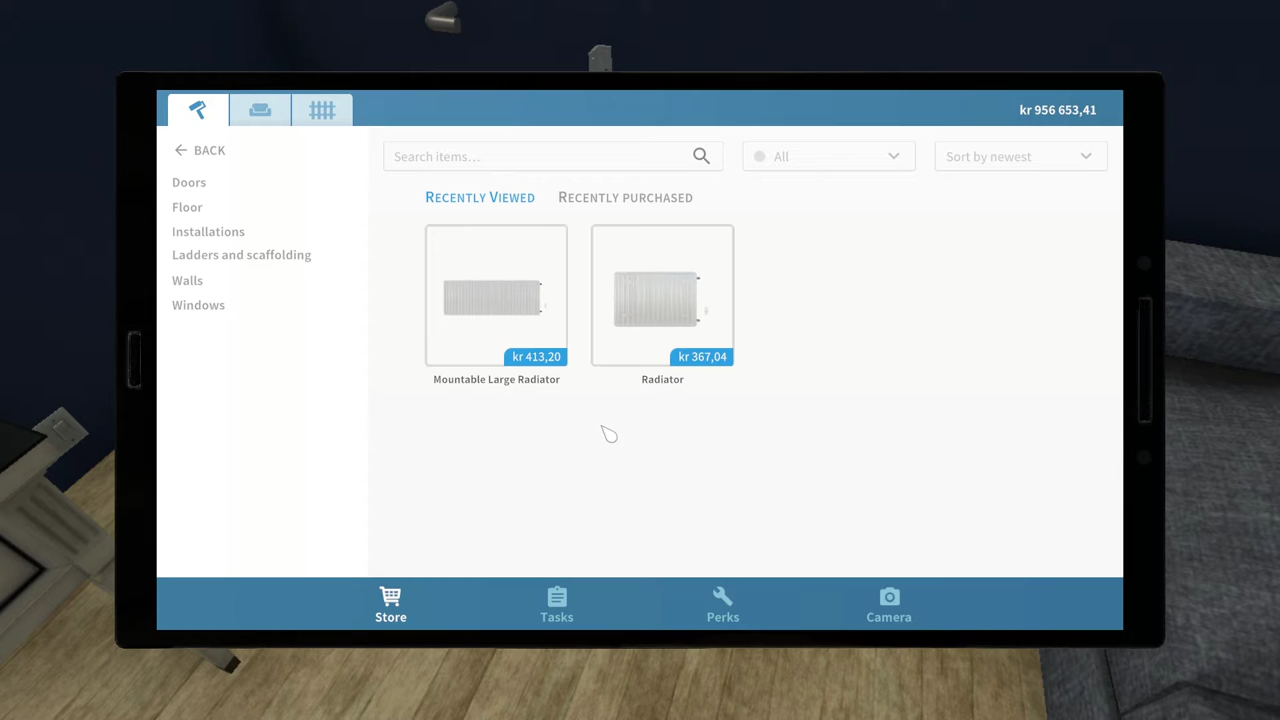 kr 956 653,41
BACK
Doors
Floor
Installations
Ladders and scaffolding
Walls
Windows
Search items...
All
Sort by newest
RECENTLY VIEWED
RECENTLY PURCHASED
kr 413,20
Mountable Large Radiator
kr 367,04
Radiator
Store
Tasks
Perks
Camera